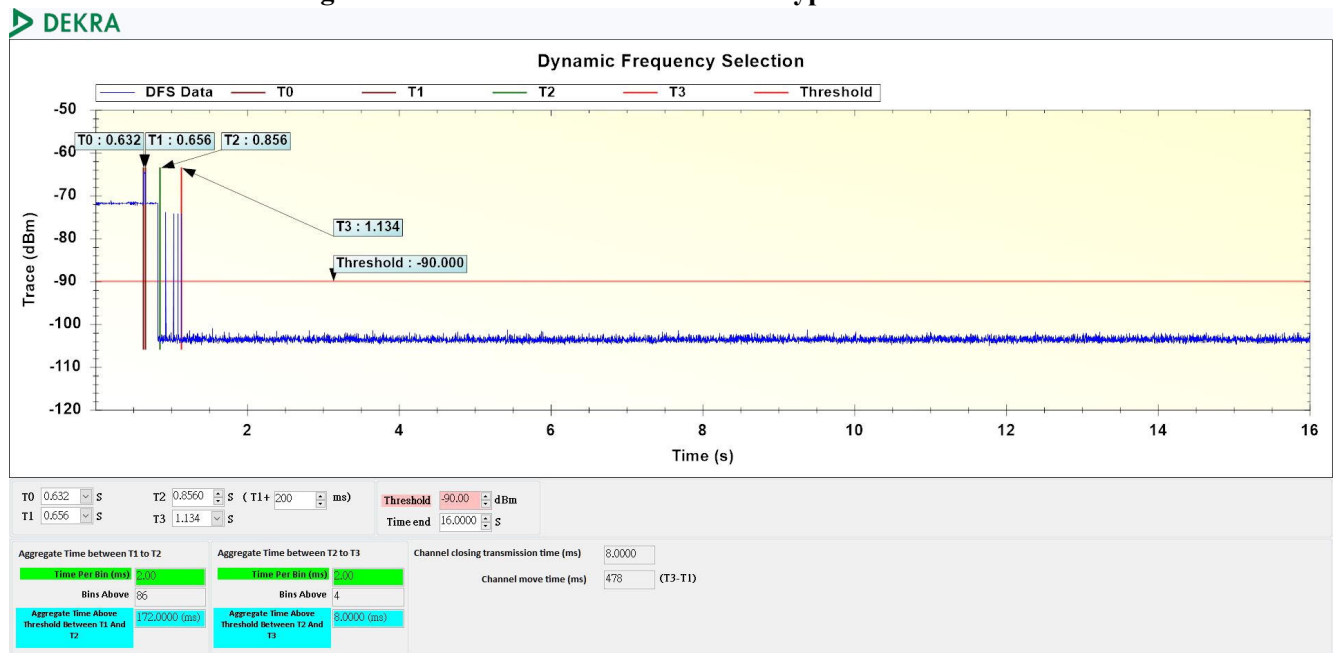 DEKRA
Dynamic Frequency Selection
DFS Data T0 T1 T2 T3 Threshold
-50
T0 : 0.632 T1 : 0.656 T2 : 0.856
-60
-70
T3 : 1.134
-80
Threshold : -90.000
-90
-100
-110
-120
Trace (dBm)
2 4 6 8 10 12 14 16
Time (s)
T0 0.632 S T2 0.8560 S ( T1+ 200 ms) Threshold -90.00 dBm
T1 0.656 S T3 1.134 S Time end 16.0000 S
Aggregate Time between T1 to T2 Aggregate Time between T2 to T3 Channel closing transmission time (ms) 8.0000
Time Per Bin (ms) 2.00 Time Per Bin (ms) 2.00 Channel move time (ms) 478 (T3-T1)
Bins Above 86 Bins Above 4
Aggregate Time Above
Threshold Between T1 And
T2
172.0000 (ms)
Aggregate Time Above
Threshold Between T2 And
T3
8.0000 (ms)